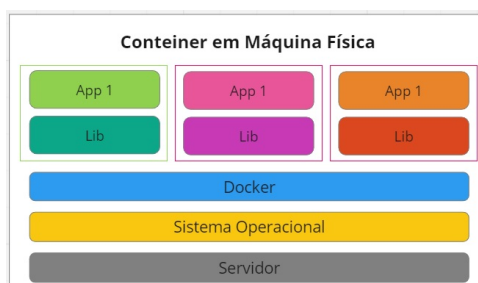 Conteiner em Máquina Física
App 1 App 1 App 1
Lib Lib Lib
Docker
Sistema Operacional
Servidor